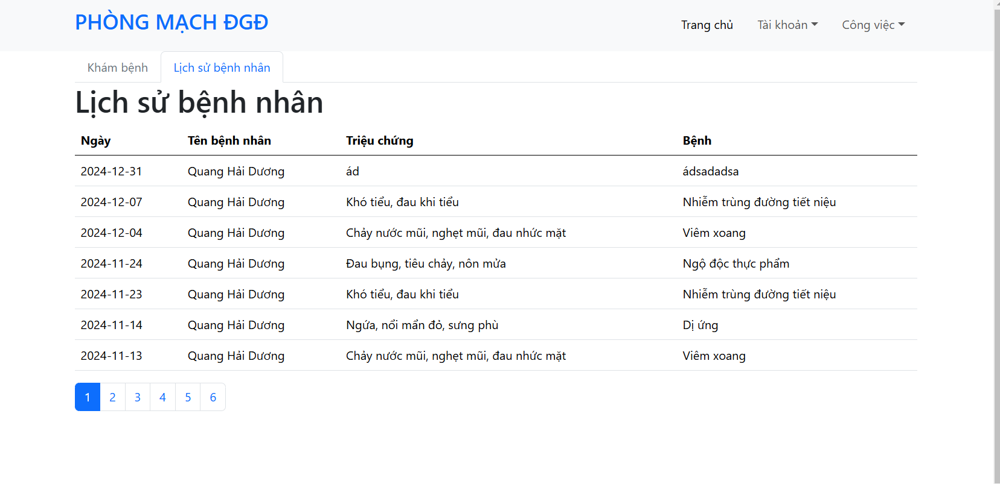 PHÒNG MẠCH ĐGĐ
Trang chủ Tài khoản Công việc
Khám bệnh Lịch sử bệnh nhân
Lịch sử bệnh nhân
Ngày Tên bệnh nhân Triệu chứng Bệnh
2024-12-31 Quang Hải Dương ád ádsadadsa
2024-12-07 Quang Hải Dương Khó tiểu, đau khi tiểu Nhiễm trùng đường tiết niệu
2024-12-04 Quang Hải Dương Chảy nước mũi, nghẹt mũi, đau nhức mặt Viêm xoang
2024-11-24 Quang Hải Dương Đau bụng, tiêu chảy, nôn mửa Ngộ độc thực phẩm
2024-11-23 Quang Hải Dương Khó tiểu, đau khi tiểu Nhiễm trùng đường tiết niệu
2024-11-14 Quang Hải Dương Ngứa, nổi mẩn đỏ, sưng phù Dị ứng
2024-11-13 Quang Hải Dương Chảy nước mũi, nghẹt mũi, đau nhức mặt Viêm xoang
1 2 3 4 5 6